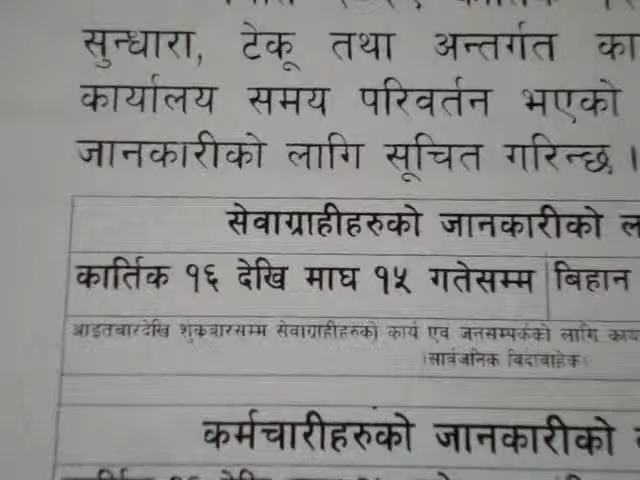 सुन्धारा, टेकू तथा अन्तर्गत का
कार्यालय समय परिवर्तन भएको
जानकारीको लागि सूचित गरिन्छ ।
सेवाग्राहीहरुको जानकारीको ल
कार्तिक १६ देखि माघ १५ गतेसम्म बिहान
आइतबारदेखि शुक्रबारसम्म सेवाग्राहीहरुको कार्य एवं जनसम्पर्कको लागि काय
(सार्वजनिक बिदाबाहेक)
कर्मचारीहरुको जानकारीको